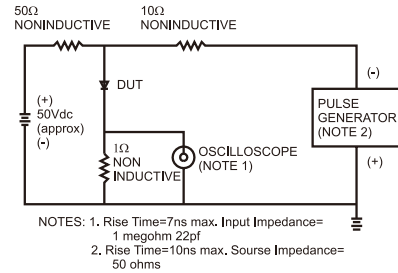 50Ω
NONINDUCTIVE
10Ω
NONINDUCTIVE
DUT
(+)
50Vdc
(approx)
(-)
1Ω
NON
INDUCTIVE
OSCILLOSCOPE
(NOTE 1)
(-)
PULSE
GENERATOR
(NOTE 2)
(+)
NOTES: 1. Rise Time=7ns max. Input Impedance=
1 megohm 22pf
2. Rise Time=10ns max. Sourse Impedance=
50 ohms